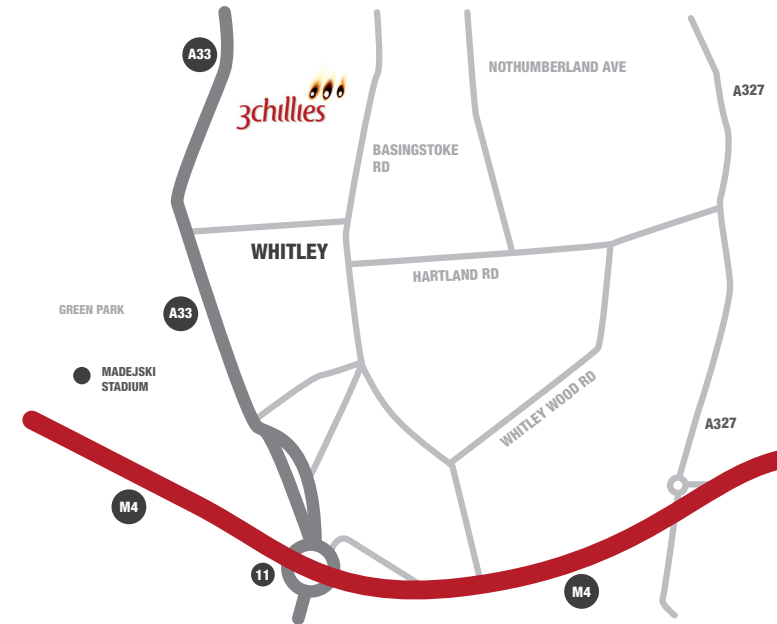 A33
NOTHUMBERLAND AVE
A327
3chillies
BASINGSTOKE
RD
WHITLEY
HARTLAND RD
GREEN PARK
A33
MADEJSKI
STADIUM
WHITLEY WOOD RD
A327
M4
11
M4